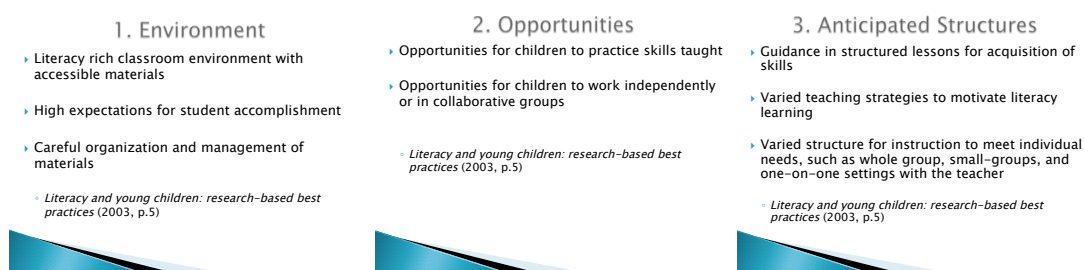 1. Environment
Literacy rich classroom environment with
accessible materials
High expectations for student accomplishment
Careful organization and management of
materials
Literacy and young children: research-based best
practices (2003, p.5)
2. Opportunities
Opportunities for children to practice skills taught
Opportunities for children to work independently
or in collaborative groups
Literacy and young children: research-based best
practices (2003, p.5)
3. Anticipated Structures
Guidance in structured lessons for acquisition of
skills
Varied teaching strategies to motivate literacy
learning
Varied structure for instruction to meet individual
needs, such as whole group, small-groups, and
one-on-one settings with the teacher
Literacy and young children: research-based best
practices (2003, p.5)